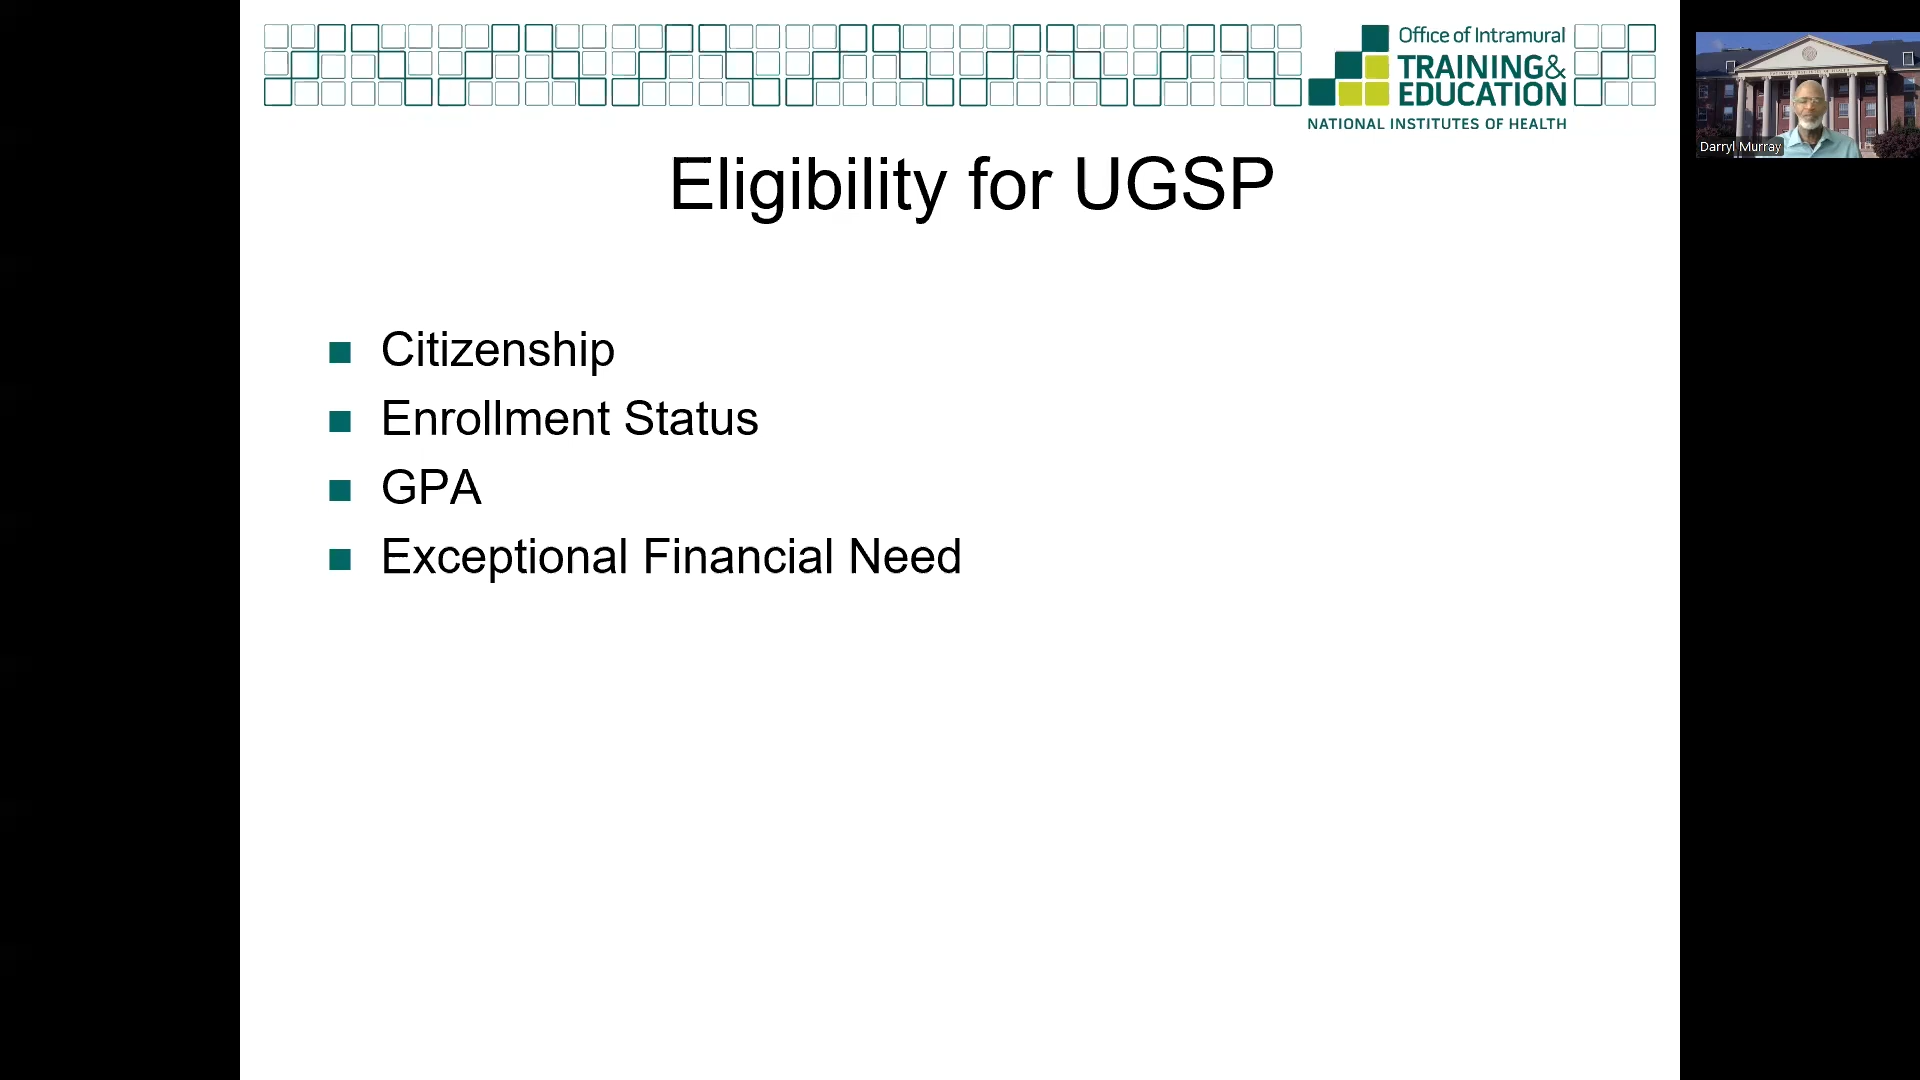 Office of Intramural
TRAINING&
EDUCATION
NATIONAL INSTITUTES OF HEALTH
Darryl Murray
Eligibility for UGSP
Citizenship
Enrollment Status
GPA
Exceptional Financial Need